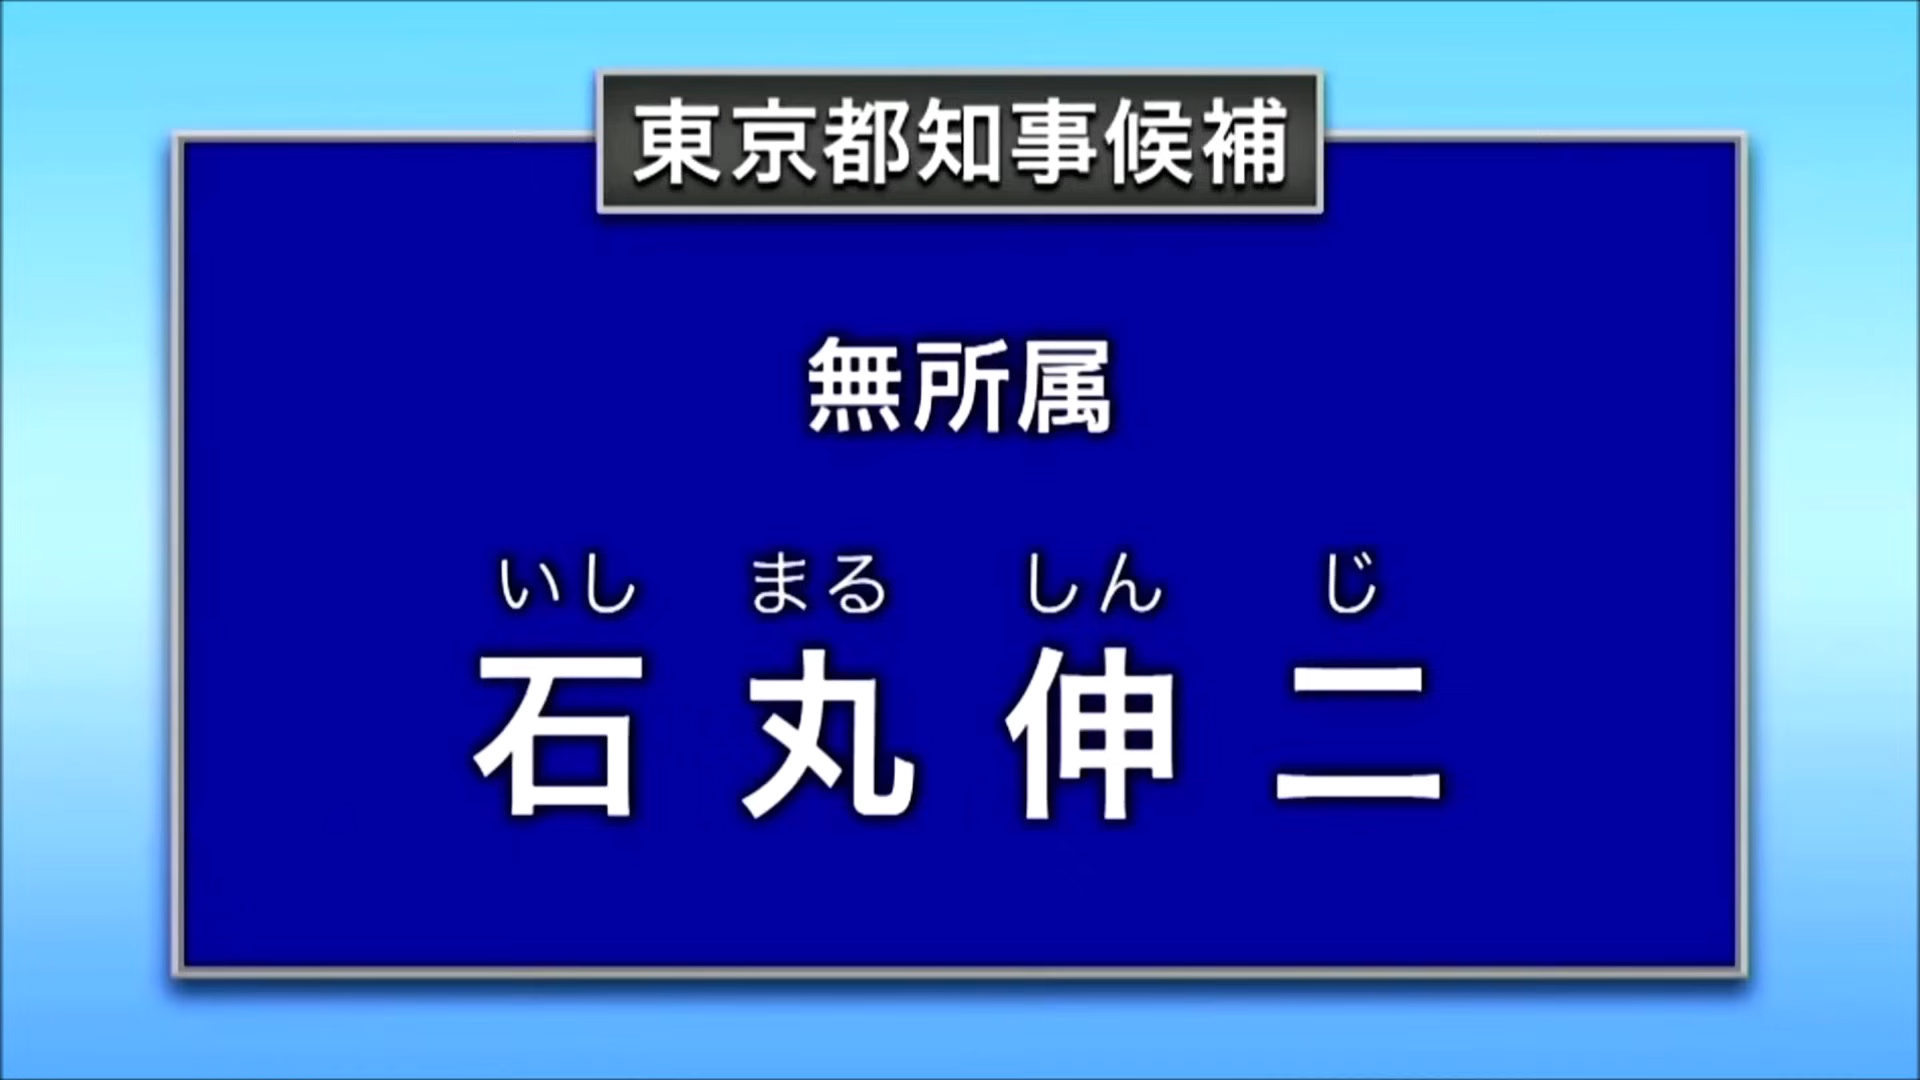 東京都知事候補
無所属
いし まる しん じ
石丸伸二